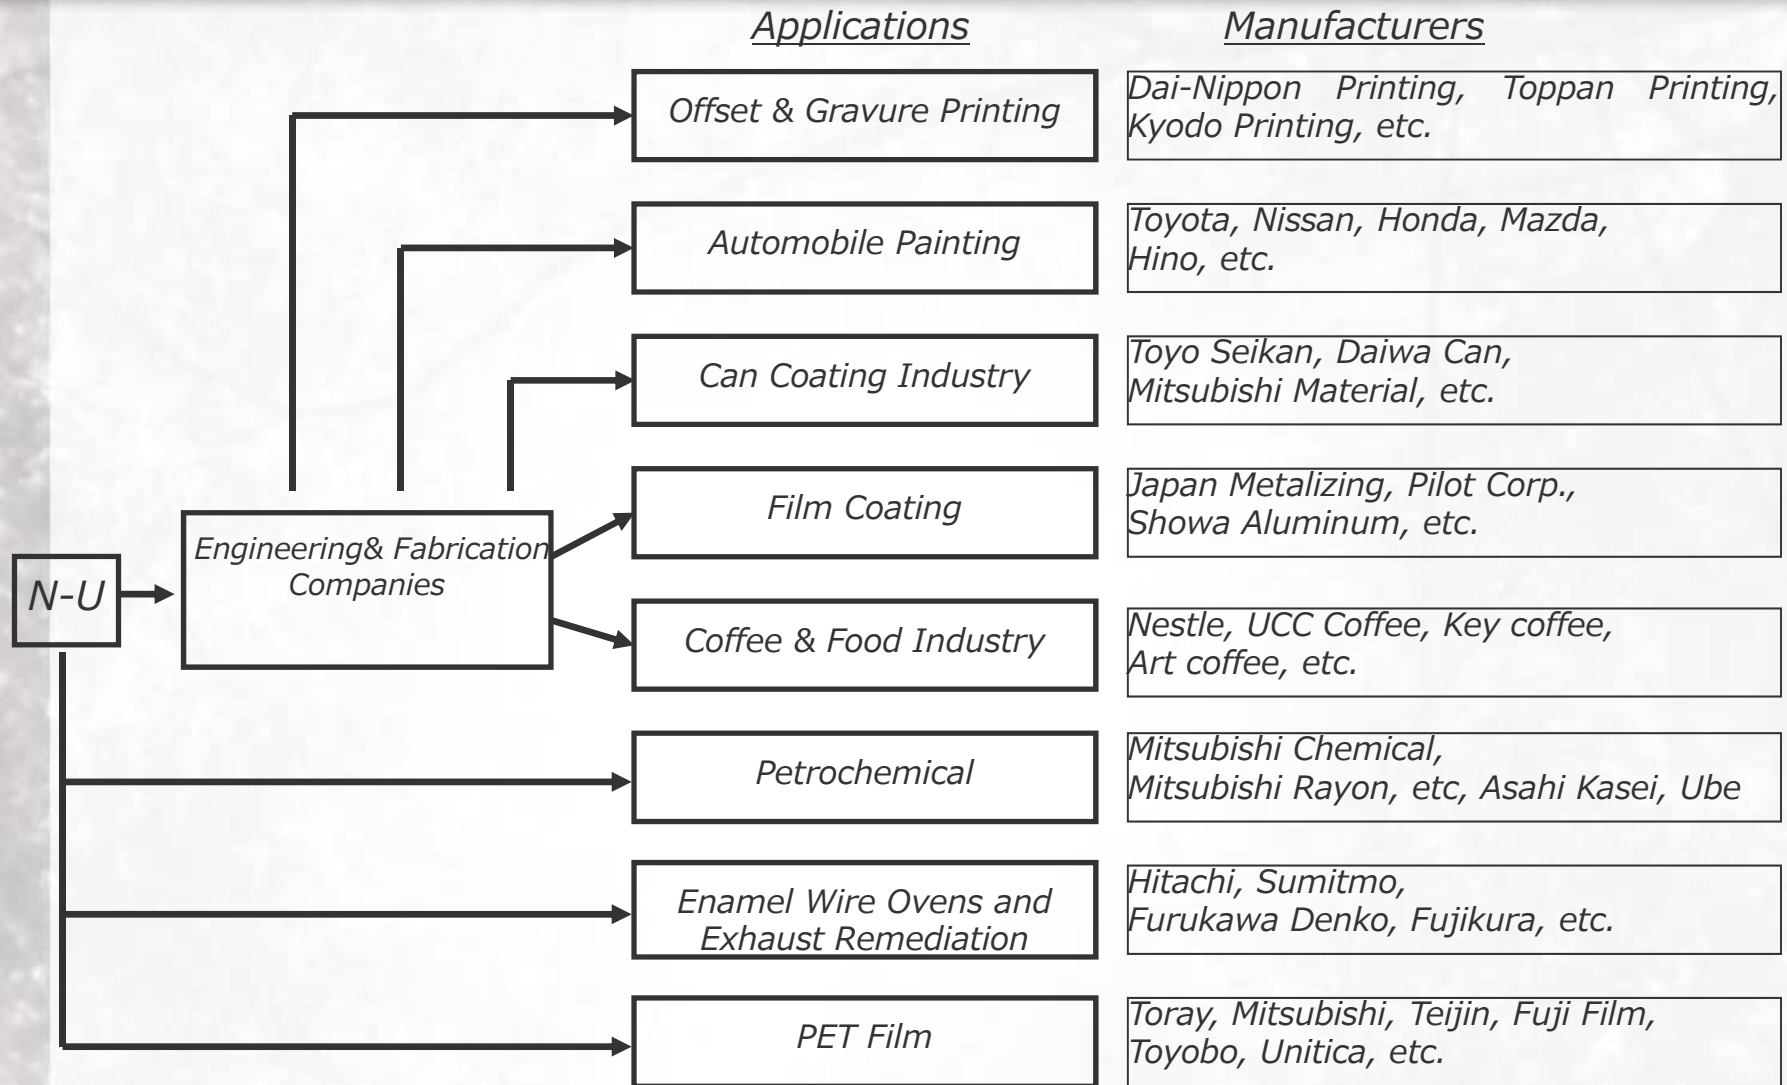 Applications
Manufacturers
Offset & Gravure Printing
Dai-Nippon Printing, Toppan Printing,
Kyodo Printing, etc.
Automobile Painting
Toyota, Nissan, Honda, Mazda,
Hino, etc.
Can Coating Industry
Toyo Seikan, Daiwa Can,
Mitsubishi Material, etc.
Film Coating
Japan Metalizing, Pilot Corp.,
Showa Aluminum, etc.
N-U
Engineering& Fabrication
Companies
Coffee & Food Industry
Nestle, UCC Coffee, Key coffee,
Art coffee, etc.
Petrochemical
Mitsubishi Chemical,
Mitsubishi Rayon, etc, Asahi Kasei, Ube
Enamel Wire Ovens and
Exhaust Remediation
Hitachi, Sumitmo,
Furukawa Denko, Fujikura, etc.
PET Film
Toray, Mitsubishi, Teijin, Fuji Film,
Toyobo, Unitica, etc.